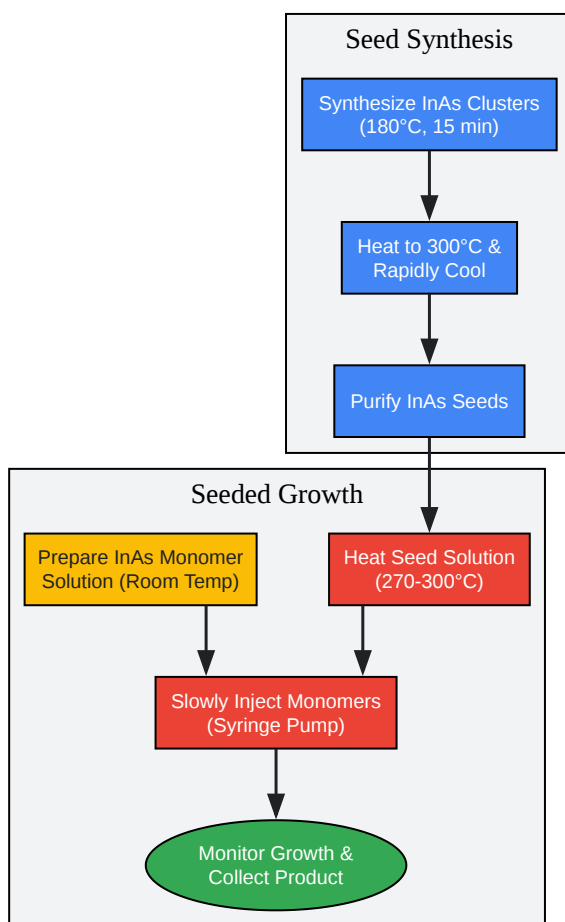 Seed Synthesis
Synthesize InAs Clusters
(180°C, 15 min)
Heat to 300°C &
Rapidly Cool
Purify InAs Seeds
Seeded Growth
Prepare InAs Monomer
Solution (Room Temp)
Heat Seed Solution
(270-300°C)
Slowly Inject Monomers
(Syringe Pump)
Monitor Growth &
Collect Product